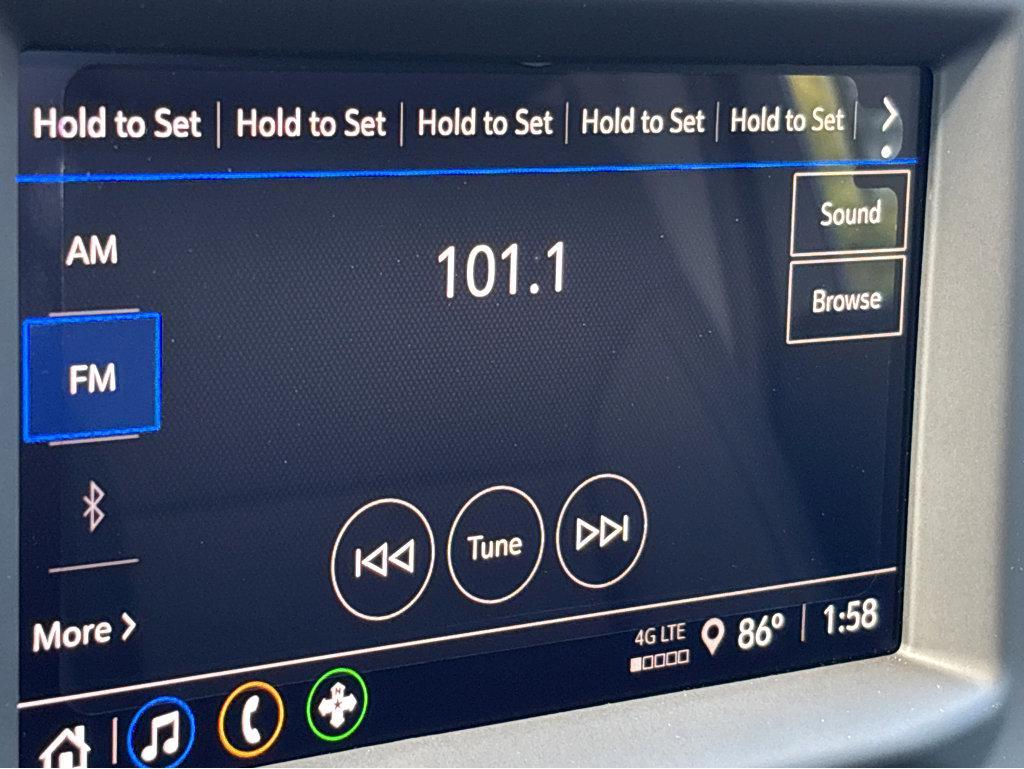 Hold to Set Hold to Set Hold to Set Hold to Set Hold to Set
Sound
AM
101.1
Browse
FM
Tune
More
4G LTE 86° 1:58